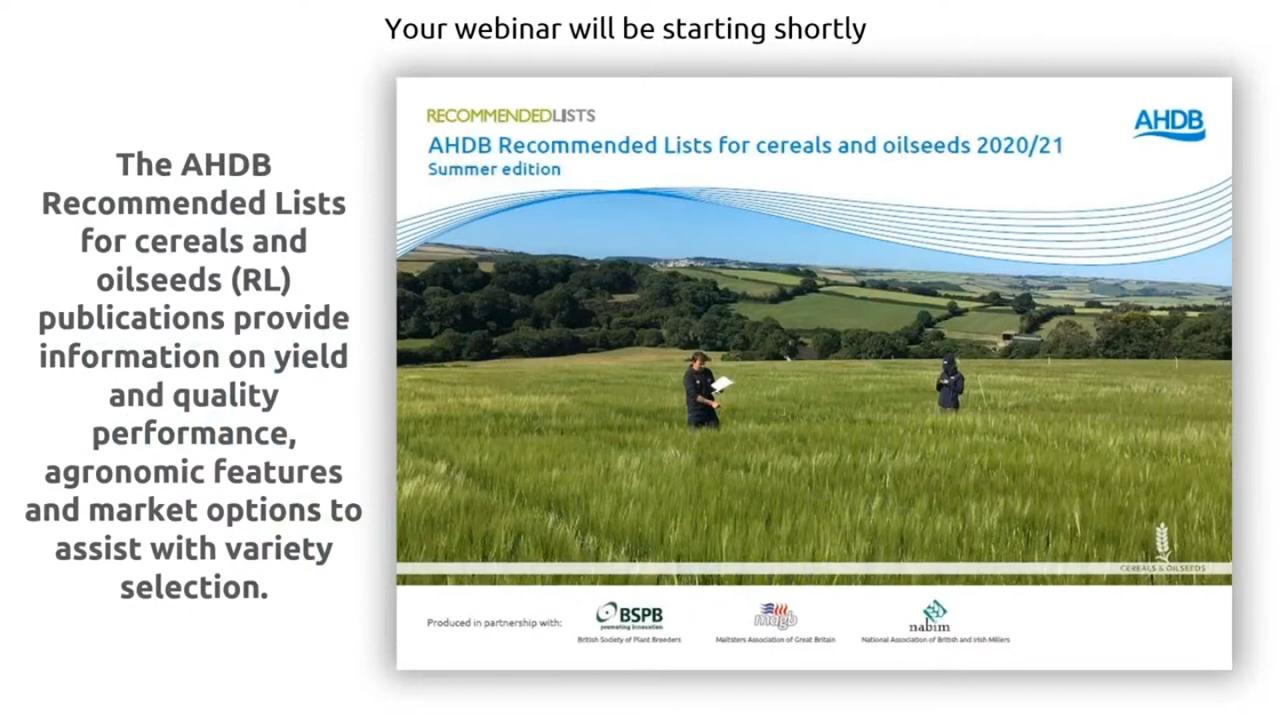 Your webinar will be starting shortly
The AHDB
Recommended Lists
for cereals and
oilseeds (RL)
publications provide
information on yield
and quality
performance,
agronomic features
and market options to
assist with variety
selection.
RECOMMENDEDLISTS
AHDB
AHDB Recommended Lists for cereals and oilseeds 2020/21
Summer edition
CEREALS & OILSEEDS
Produced in partnership with:
BSPB
promoting innovation
British Society of Plant Breeders
magb
Maltsters Association of Great Britain
nabim
National Association of British and Irish Millers